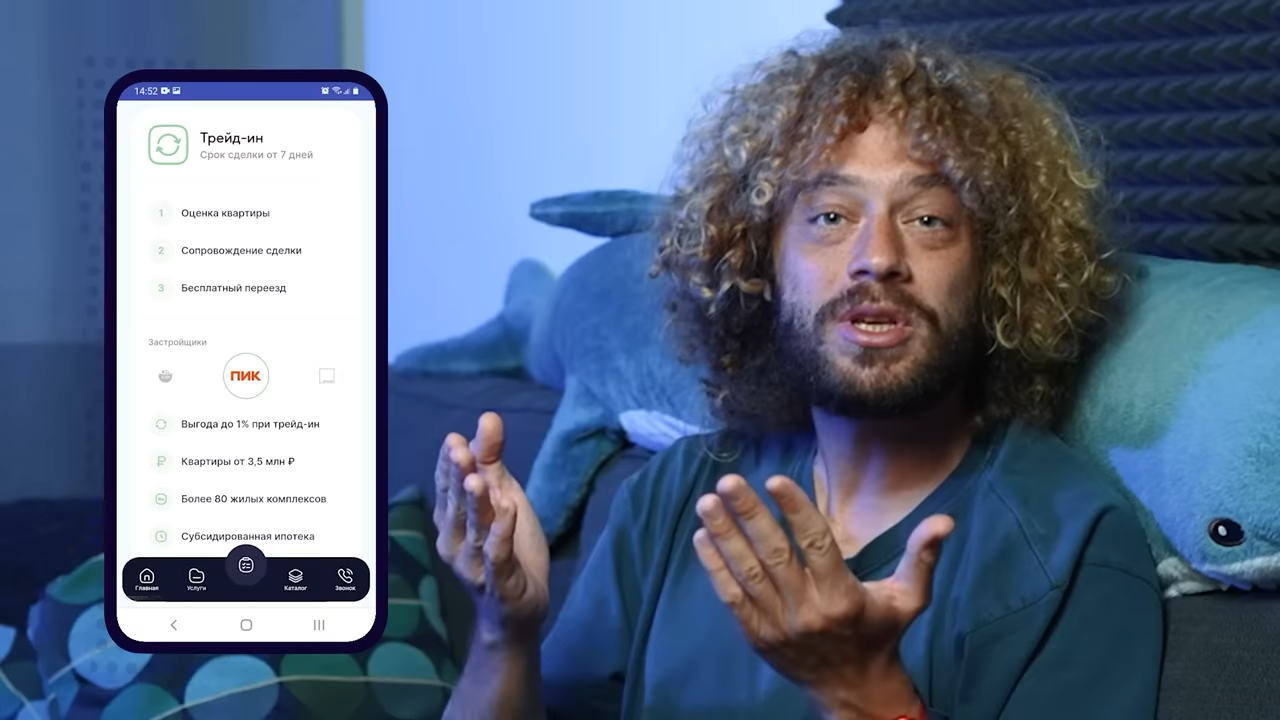 14:52
Трейд-ин
Срок сделки от 7 дней
1 Оценка квартиры
2 Сопровождение сделки
3 Бесплатный переезд
Застройщики
ПИК
Выгода до 1% при трейд-ин
Квартиры от 3,5 млн ₽
Более 80 жилых комплексов
Субсидированная ипотека
Главная Услуги Каталог Звонок